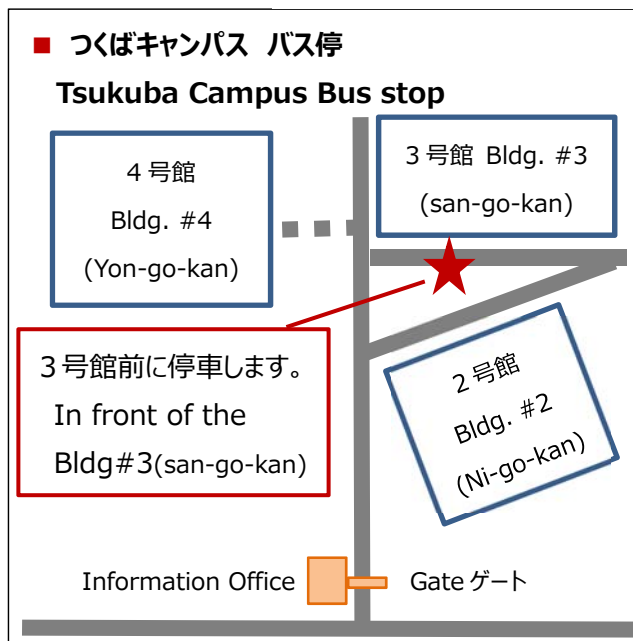 ■ つくばキャンパス バス停
Tsukuba Campus Bus stop
４号館
Bldg. #4
(Yon-go-kan)
３号館 Bldg. #3
(san-go-kan)
３号館前に停車します。
In front of the
Bldg#3(san-go-kan)
２号館
Bldg. #2
(Ni-go-kan)
Information Office
Gate ゲート